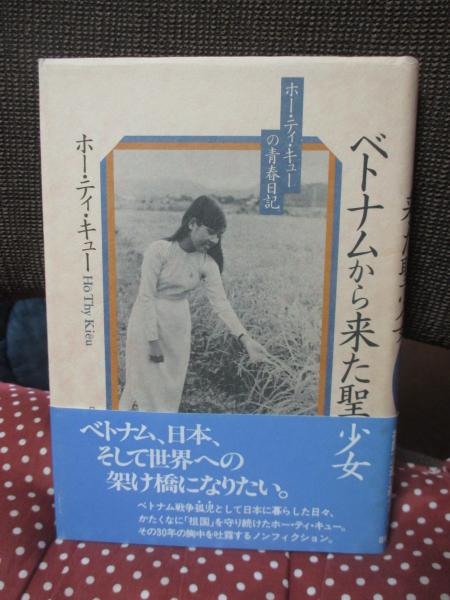 ベトナムから来た聖少女
ホー・ティ・キュー
の青春日記
ホー・ティ・キュー Hồ Thy Kiêu
ベトナム、日本、
そして世界への
架け橋になりたい。
ベトナム戦争孤児として日本に暮らした日々、
かたくなに「祖国」を守り続けたホー・ティ・キュー。
その30年の胸中を吐露するノンフィクション。